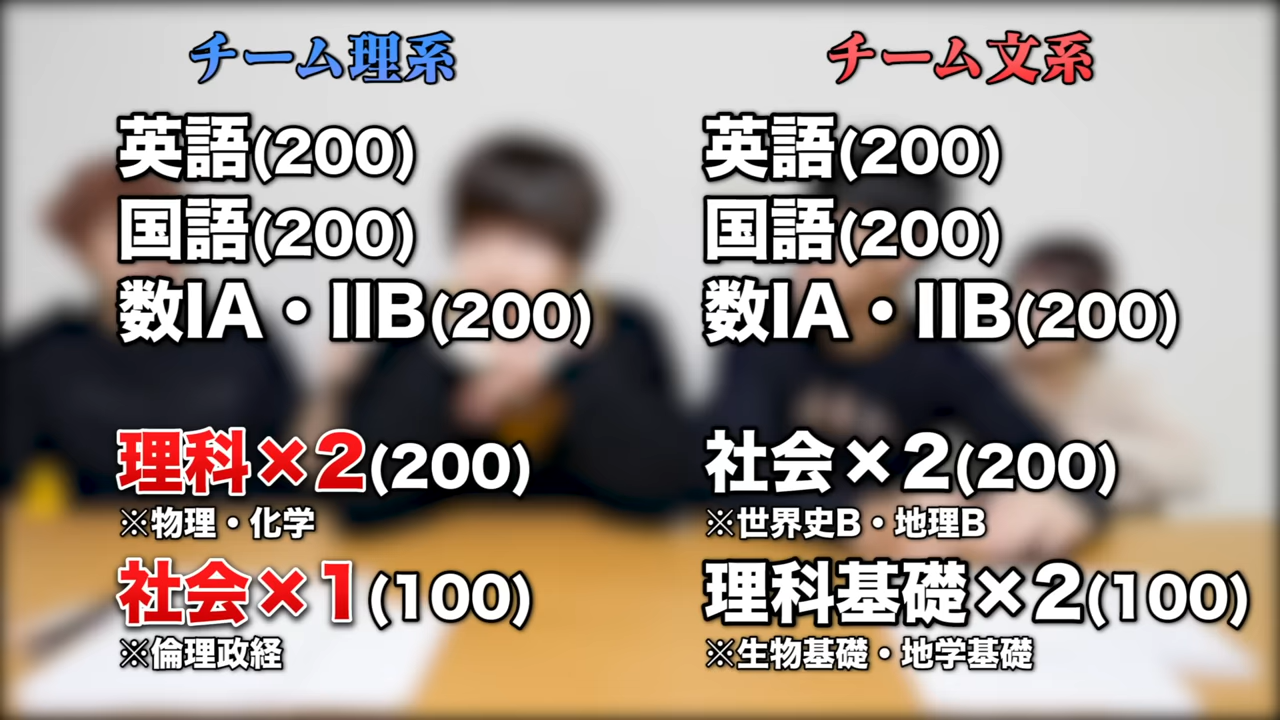 チーム理系
英語(200)
国語(200)
数IA・IIB(200)
理科×2(200)
※物理・化学
社会×1(100)
※倫理政経
チーム文系
英語(200)
国語(200)
数IA・IIB(200)
社会×2(200)
※世界史B・地理B
理科基礎×2(100)
※生物基礎・地学基礎